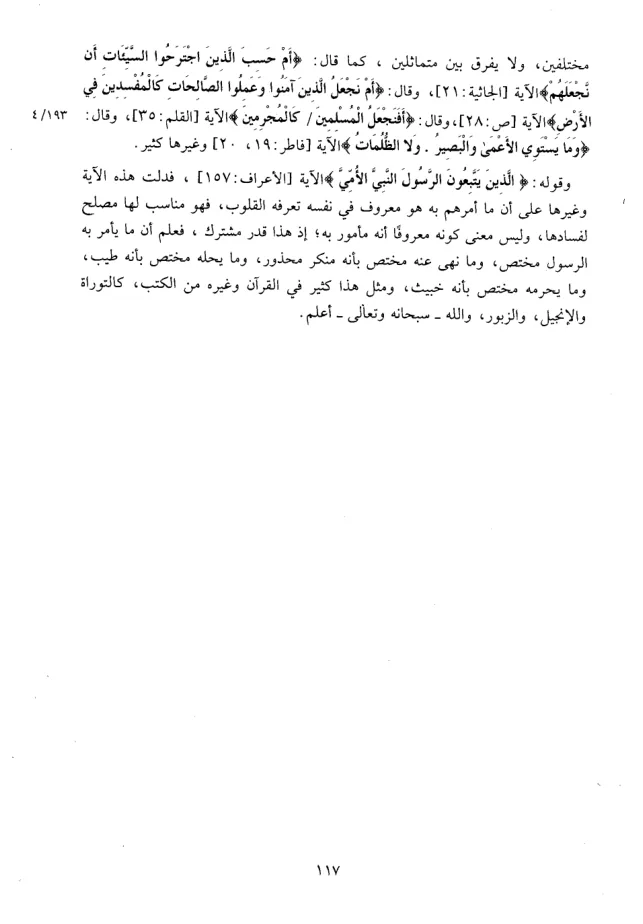 مختلفين، ولا يفرق بين متماثلين ، كما قال: ﴿أَمْ حَسِبَ الَّذِينَ اجْتَرَحُوا السَّيِّئَاتِ أَن
نَّجْعَلَهُمْ﴾الآية [الجاثية:٢١]، وقال:﴿أَمْ نَجْعَلُ الَّذِينَ آمَنُوا وَعَمِلُوا الصَّالِحَاتِ كَالْمُفْسِدِينَ فِي
الأَرْضِ﴾الآية [ص:٢٨]،وقال:﴿أَفَنَجْعَلُ الْمُسْلِمِينَ/ كَالْمُجْرِمِينَ﴾الآية [القلم:٣٥]، وقال: ٤/١٩٣
﴿وَمَا يَسْتَوِي الأَعْمَىٰ وَالْبَصِيرُ . وَلا الظُّلُمَاتُ﴾الآية [فاطر:١٩، ٢٠] وغيرها كثير.
وقوله:﴿ الَّذِينَ يَتَّبِعُونَ الرَّسُولَ النَّبِيَّ الأُمِّيَّ ﴾الآية [الأعراف:١٥٧] ، فدلت هذه الآية
وغيرها على أن ما أمرهم به هو معروف في نفسه تعرفه القلوب، فهو مناسب لها مصلح
لفسادها، وليس معنى كونه معروفًا أنه مأمور به؛ إذ هذا قدر مشترك ، فعلم أن ما يأمر به
الرسول مختص، وما نهى عنه مختص بأنه منكر محذور، وما يحله مختص بأنه طيب،
وما يحرمه مختص بأنه خبيث، ومثل هذا كثير في القرآن وغيره من الكتب، كالتوراة
والإنجيل، والزبور، والله ـ سبحانه وتعالى ـ أعلم.
١١٧